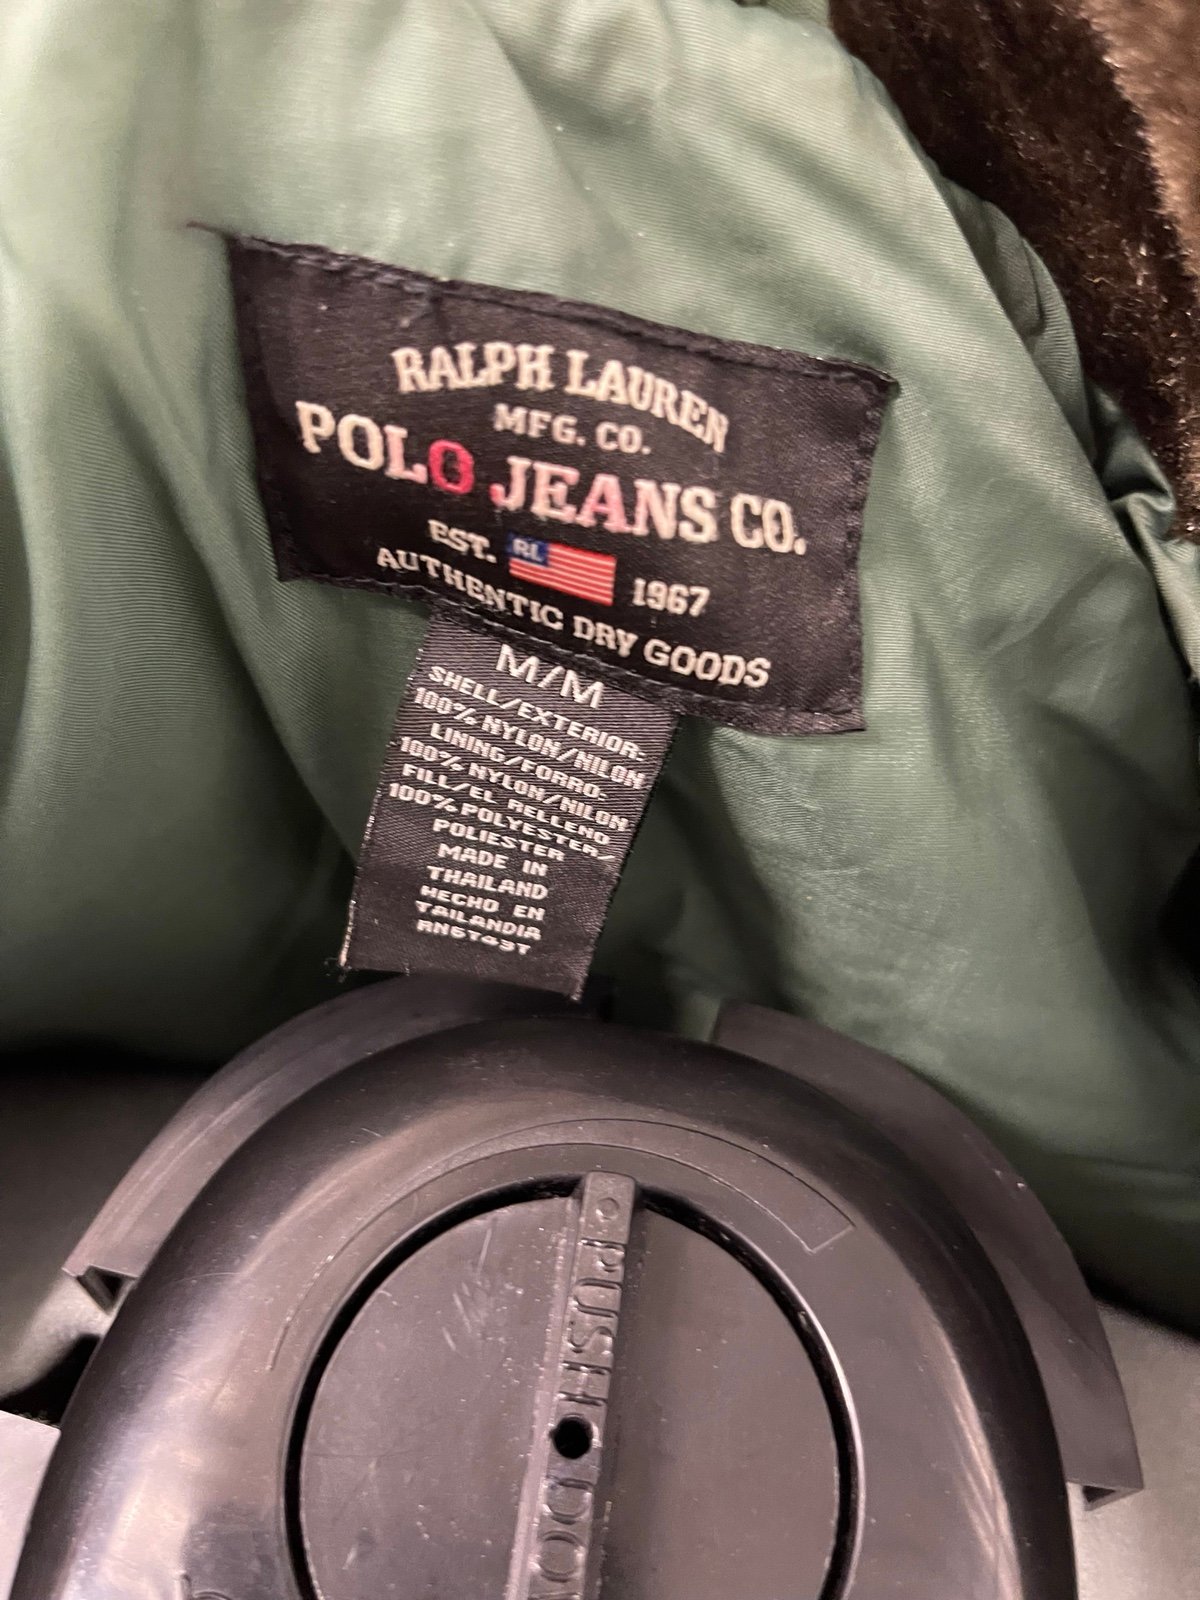 RALPH LAUREN
MFG. CO.
POLO JEANS CO.
EST. RL 1967
AUTHENTIC DRY GOODS
M/M
SHELL/EXTERIOR-
100% NYLON/NILON
LINING/FORRO-
100% NYLON/NILON
FILL/EL RELLENO
100% POLYESTER/
POLIESTER
MADE IN
THAILAND
HECHO EN
TAILANDIA
PUSH